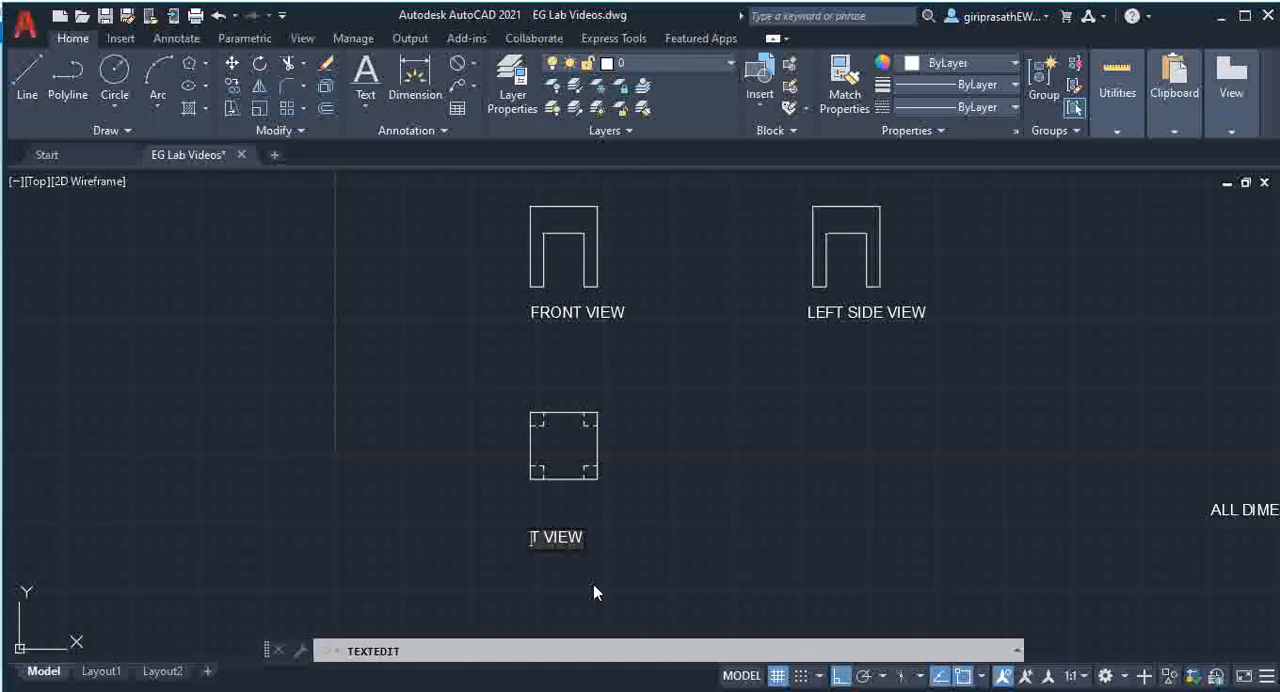 Autodesk AutoCAD 2021 EG Lab Videos.dwg
Type a keyword or phrase
giriprasathEW...
Home Insert Annotate Parametric View Manage Output Add-ins Collaborate Express Tools Featured Apps
Line Polyline Circle Arc
Text Dimension
Layer Properties
0
Insert
Match Properties
ByLayer
ByLayer
ByLayer
Group
Utilities
Clipboard
View
Draw Modify Annotation Layers Block Properties Groups
Start EG Lab Videos* +
[−][Top][2D Wireframe]
FRONT VIEW LEFT SIDE VIEW
ALL DIME
T VIEW
Y
X
TEXTEDIT
Model Layout1 Layout2 +
MODEL 1:1